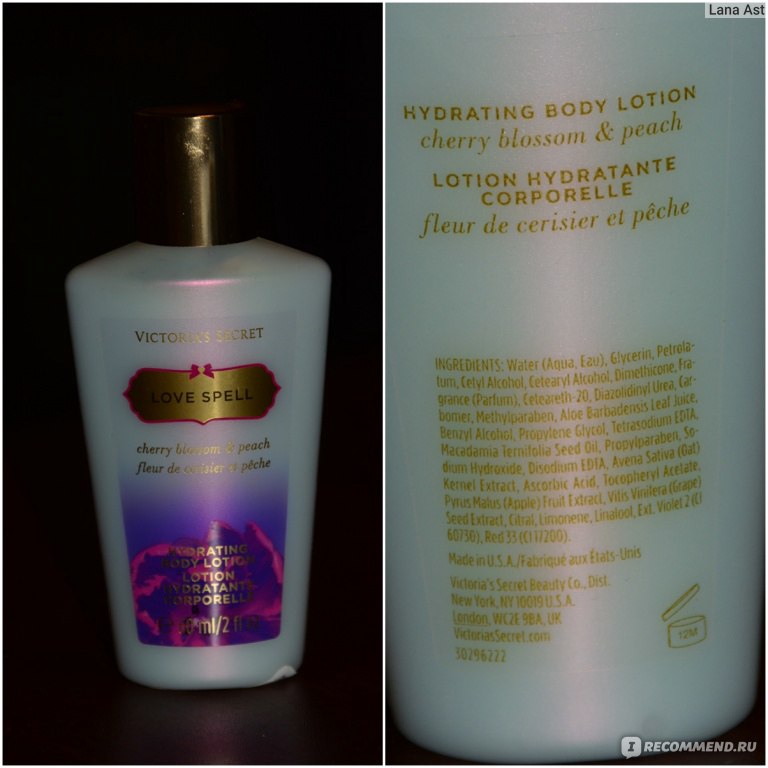 VICTORIA'S SECRET
LOVE SPELL
cherry blossom & peach
fleur de cerisier et pêche
HYDRATING
BODY LOTION
LOTION
HYDRATANTE
CORPORELLE
ml/2 fl
Lana Ast
HYDRATING BODY LOTION
cherry blossom & peach
LOTION HYDRATANTE
CORPORELLE
fleur de cerisier et pêche
INGREDIENTS: Water (Aqua, Eau), Glycerin, Petrola-
tum, Cetyl Alcohol, Cetearyl Alcohol, Dimethicone, Fra-
grance (Parfum), Ceteareth-20, Diazolidinyl Urea, Car-
bomer, Methylparaben, Aloe Barbadensis Leaf Juice,
Benzyl Alcohol, Propylene Glycol, Tetrasodium EDTA,
Macadamia Ternifolia Seed Oil, Propylparaben, So-
dium Hydroxide, Disodium EDTA, Avena Sativa (Oat)
Kernel Extract, Ascorbic Acid, Tocopheryl Acetate,
Pyrus Malus (Apple) Fruit Extract, Vitis Vinifera (Grape)
Seed Extract, Citral, Limonene, Linalool, Ext. Violet 2 (CI
60730), Red 33 (CI 17200).
Made in U.S.A./Fabriqué aux États-Unis
Victoria's Secret Beauty Co., Dist.
New York, NY 10019 U.S.A.
London, WC2E 9BA, UK
VictoriasSecret.com
30296222
12M
IRECOMMEND.RU